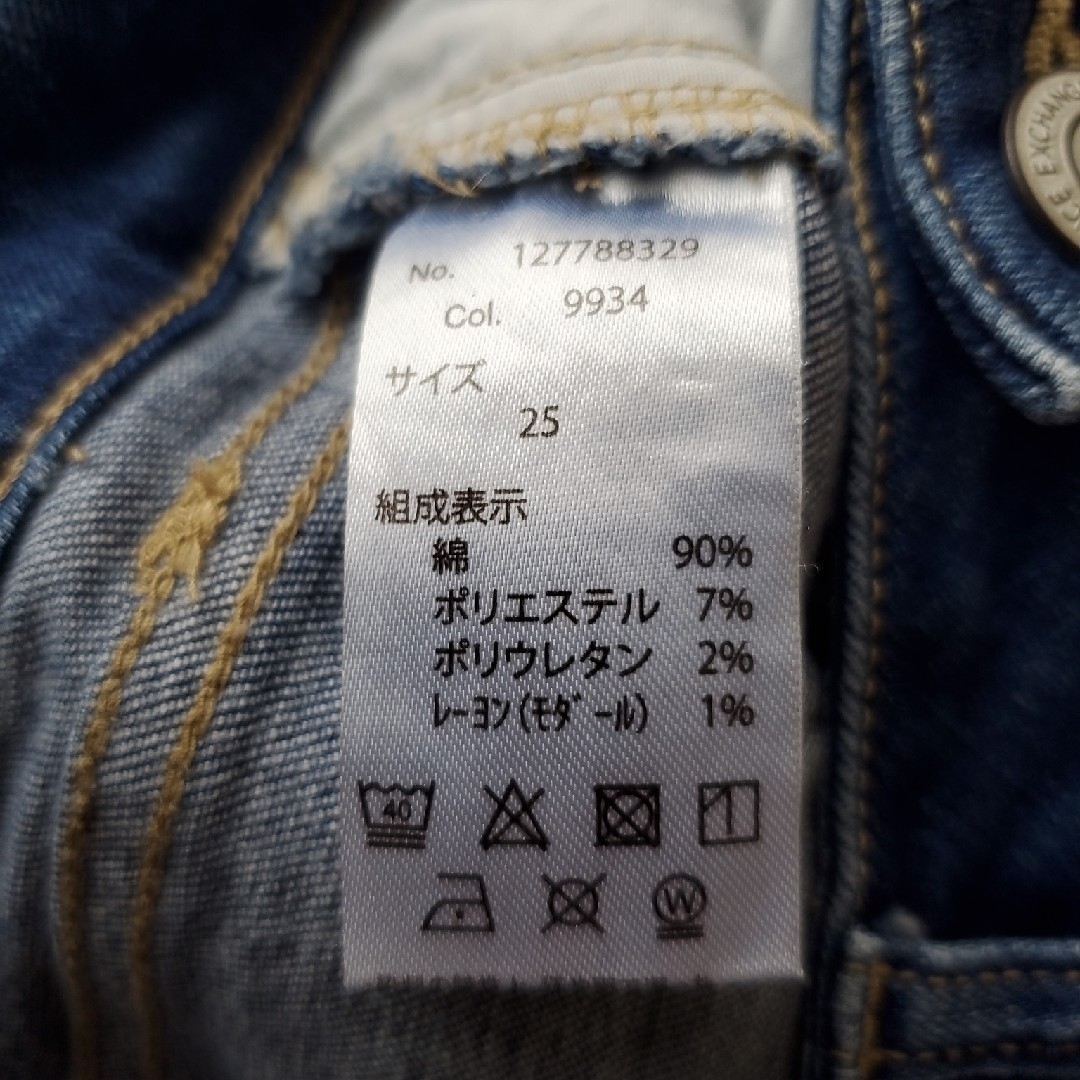 No. 127788329
Col. 9934
サイズ
25
組成表示
綿 90%
ポリエステル 7%
ポリウレタン 2%
ﾚｰﾖﾝ(ﾓﾀﾞｰﾙ) 1%
40
W
EXCHANG